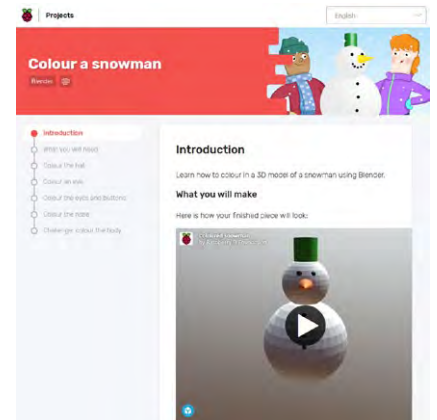 Projects
English
Colour a snowman
Blender
Introduction
What you will need
Colour the hat
Colour an eye
Colour the eyes and buttons
Colour the nose
Challenge: colour the body
Introduction
Learn how to colour in a 3D model of a snowman using Blender.
What you will make
Here is how your finished piece will look: